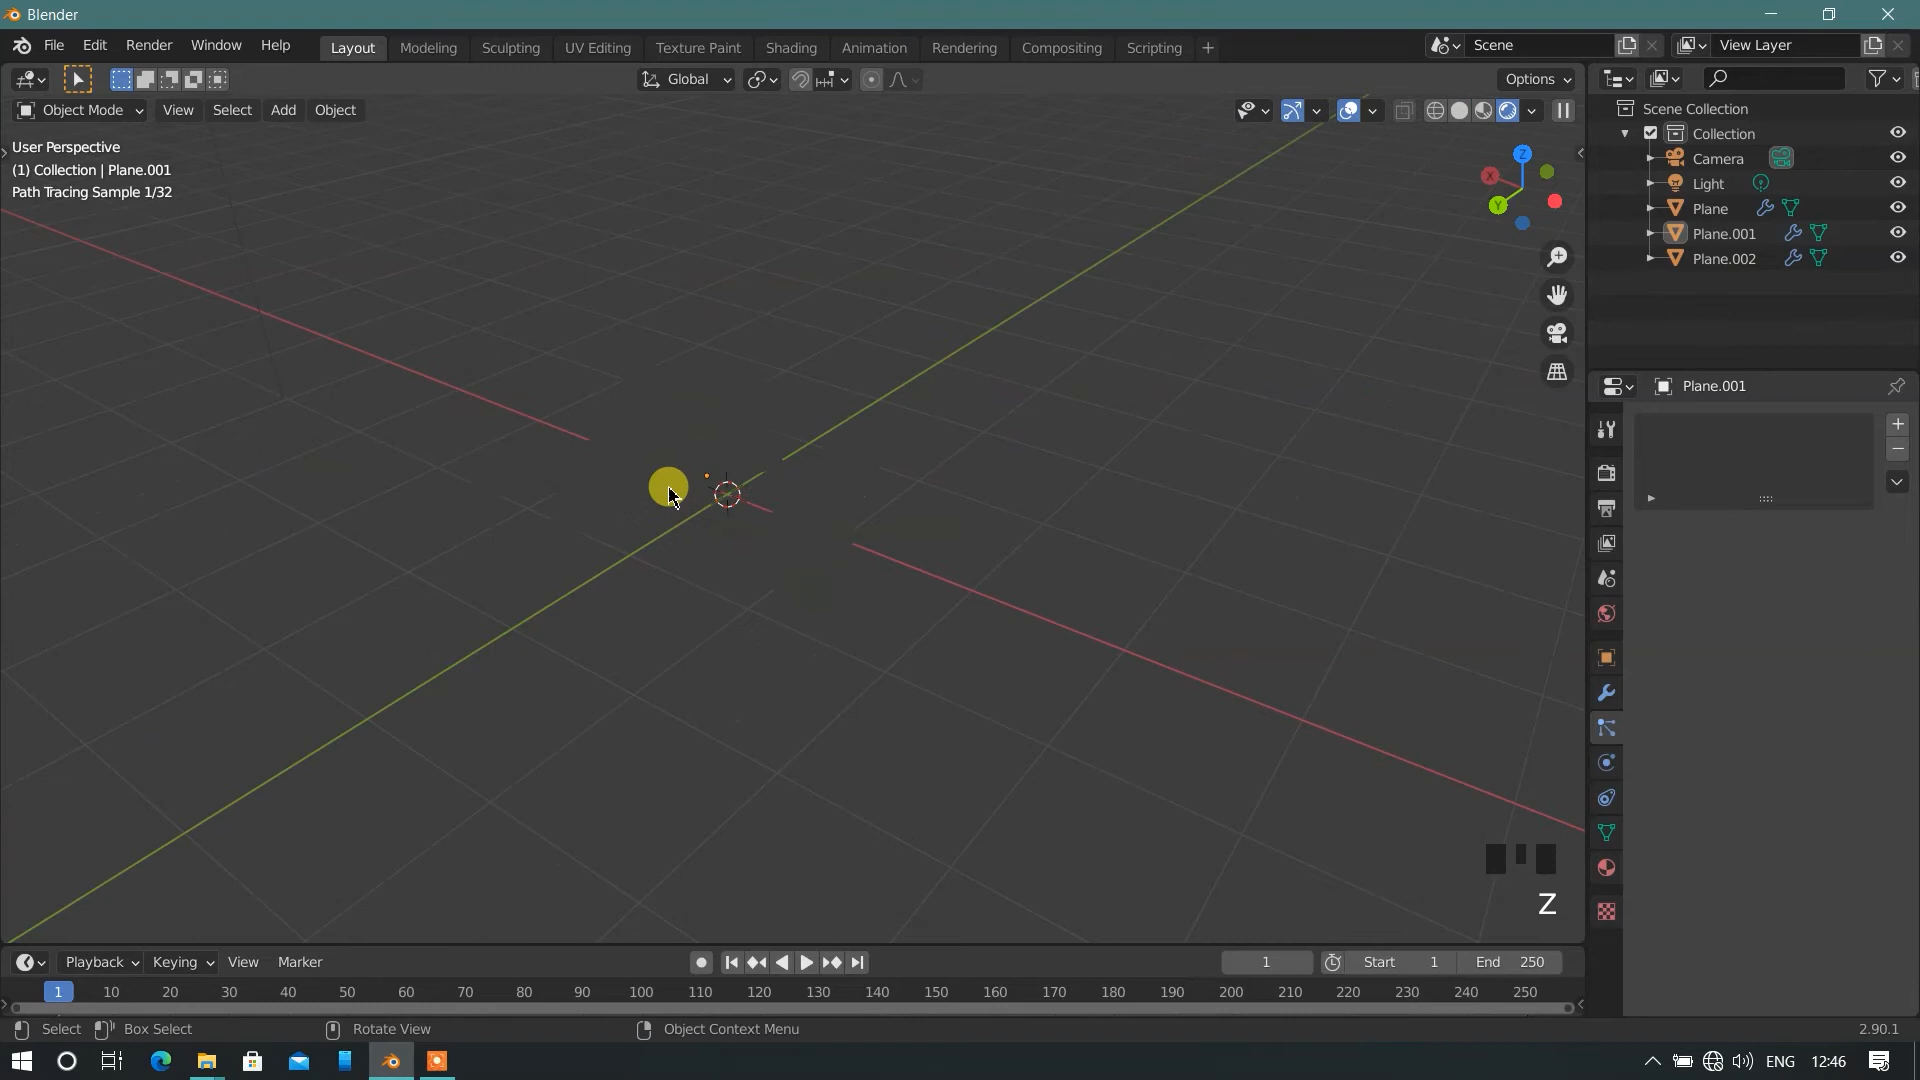 Blender
File Edit Render Window Help Layout Modeling Sculpting UV Editing Texture Paint Shading Animation Rendering Compositing Scripting + Scene View Layer
Global Options
Object Mode View Select Add Object
User Perspective
(1) Collection | Plane.001
Path Tracing Sample 1/32
Z
X
Y
Scene Collection
Collection
Camera
Light
Plane
Plane.001
Plane.002
Plane.001
Z
Playback Keying View Marker 1 Start 1 End 250
1 10 20 30 40 50 60 70 80 90 100 110 120 130 140 150 160 170 180 190 200 210 220 230 240 250
Select Box Select Rotate View Object Context Menu 2.90.1
ENG 12:46